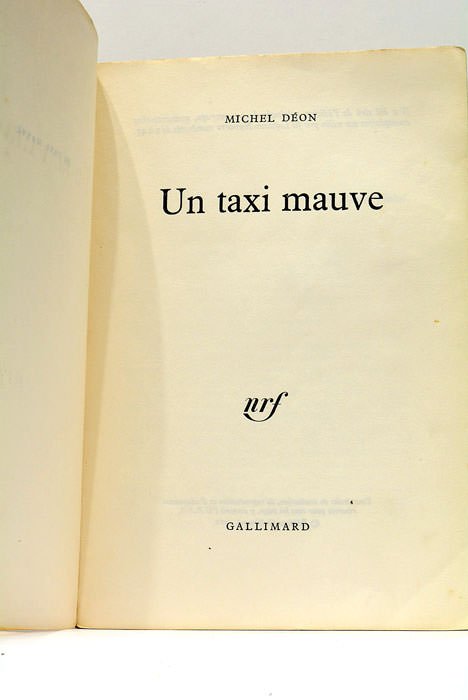 MICHEL DÉON
Un taxi mauve
nrf
GALLIMARD